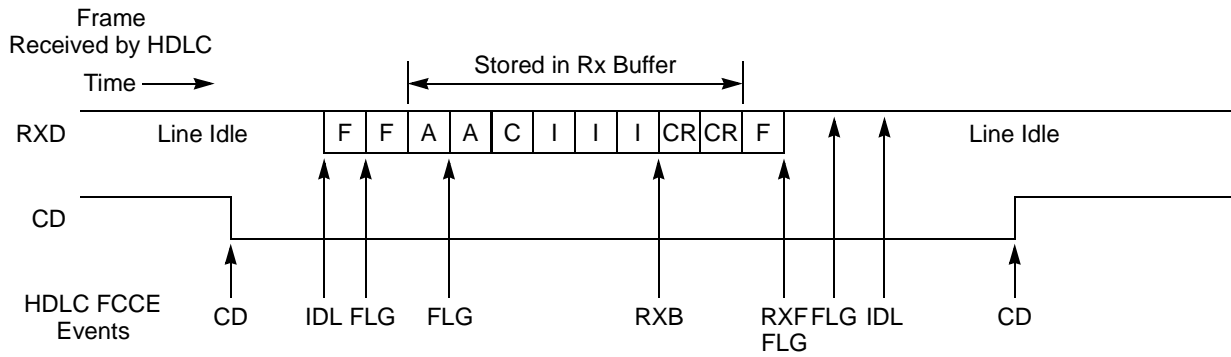 Frame
Received by HDLC
Time
Stored in Rx Buffer
RXD
Line Idle
F F A A C I I I CR CR F
Line Idle
CD
HDLC FCCE
Events
CD
IDL FLG
FLG
RXB
RXF FLG IDL
FLG
CD